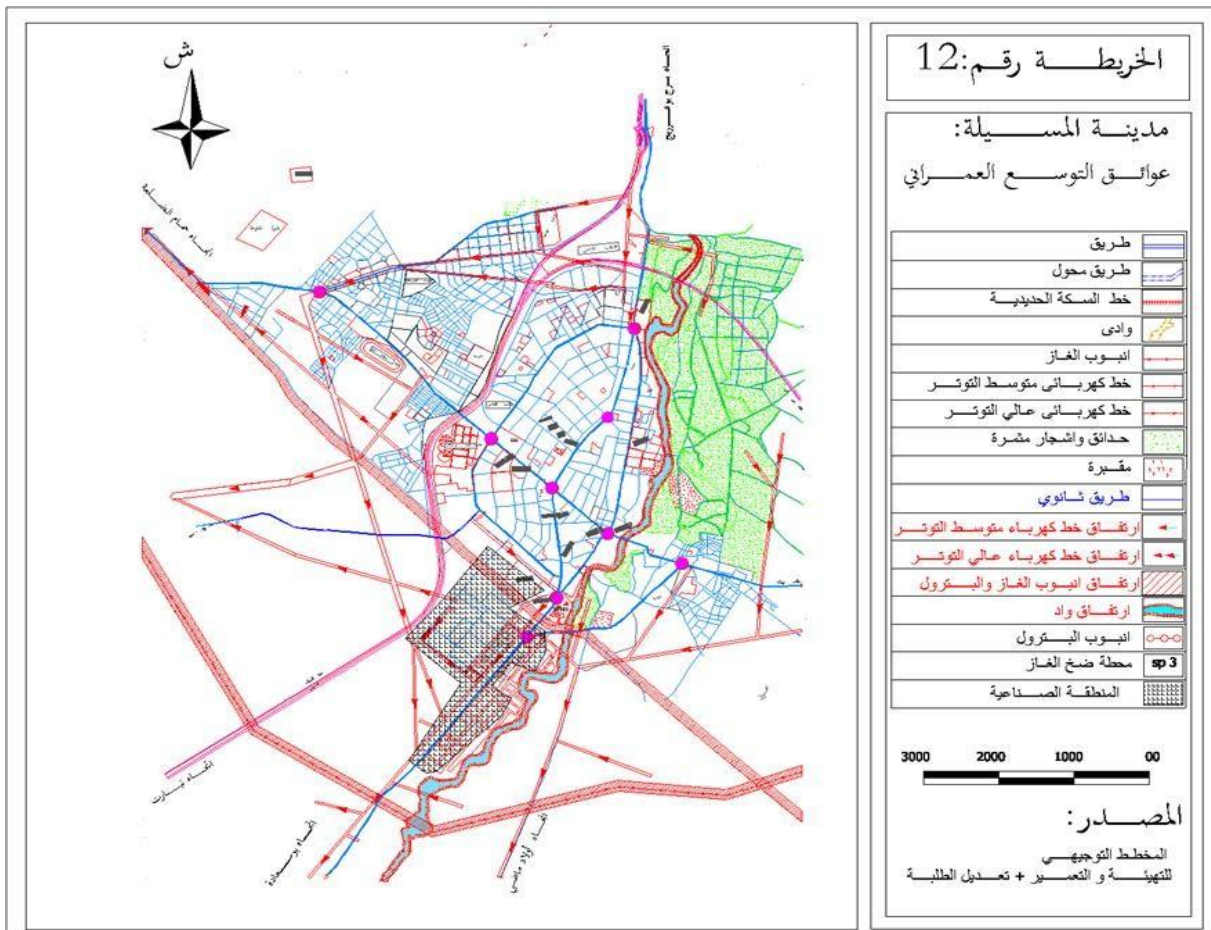 ش
اتجاه برج بوعريريج
اتجاه حمام الضلعة
اتجاه تيارت
اتجاه بوسعادة
اتجاه اولاد ماضي
الخريطة رقم:12
مدينة المسيلة:
عوائق التوسع العمراني
طريق
طريق محول
خط السكة الحديدية
وادى
انبوب الغاز
خط كهربائى متوسط التوتر
خط كهربائى عالي التوتر
حدائق واشجار مثمرة
مقبرة
طريق ثانوي
ارتفاق خط كهرباء متوسط التوتر
ارتفاق خط كهرباء عالي التوتر
ارتفاق انبوب الغاز والبترول
ارتفاق واد
انبوب البترول
محطة ضخ الغاز sp 3
المنطقة الصناعية
3000 2000 1000 00
المصدر:
المخطط التوجيهي
للتهيئة و التعمير + تعديل الطلبة